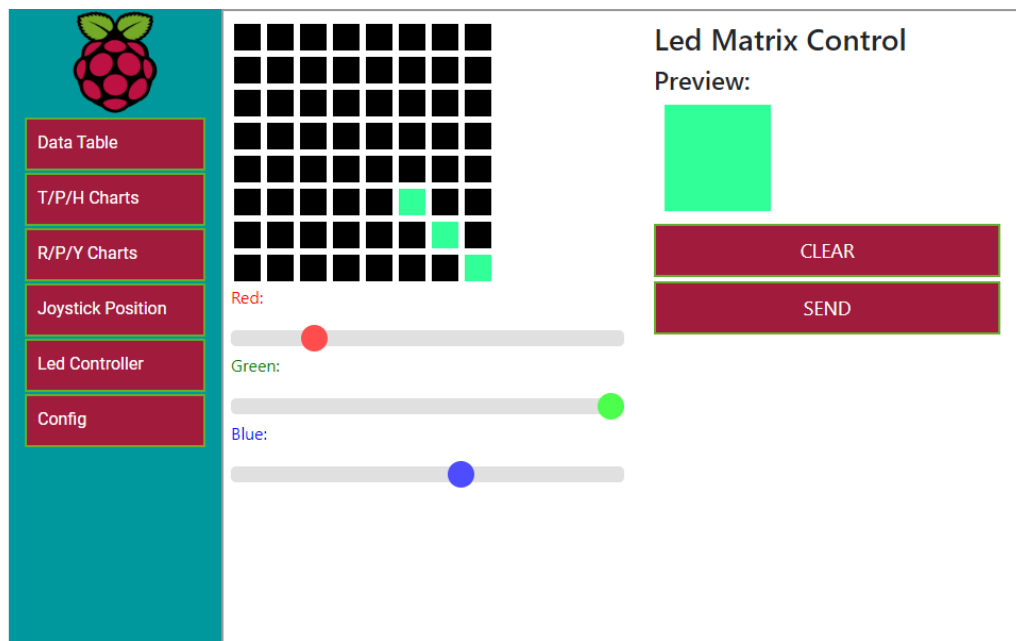 Data Table
T/P/H Charts
R/P/Y Charts
Joystick Position
Led Controller
Config
Red:
Green:
Blue:
Led Matrix Control
Preview:
CLEAR
SEND